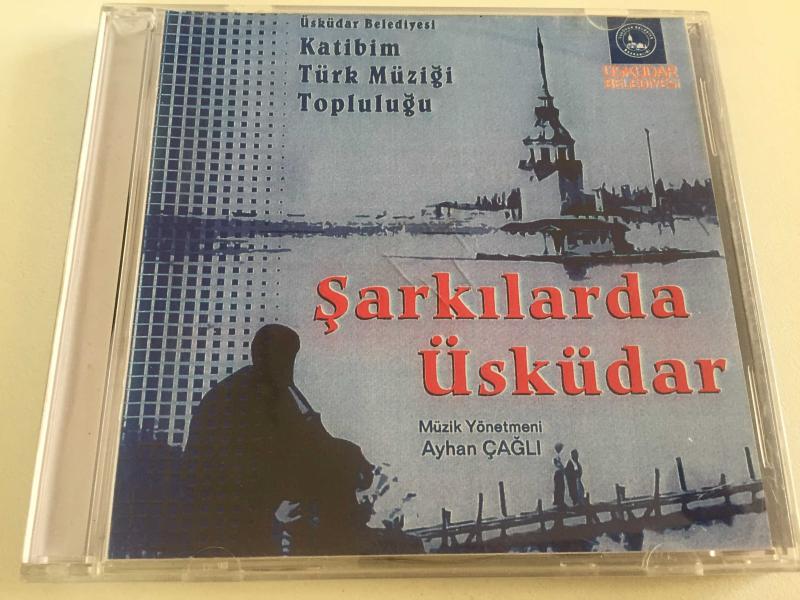 Üsküdar Belediyesi
Katibim
Türk Müziği
Topluluğu
ÜSKÜDAR
BELEDİYESİ
Şarkılarda
Üsküdar
Müzik Yönetmeni
Ayhan ÇAĞLI